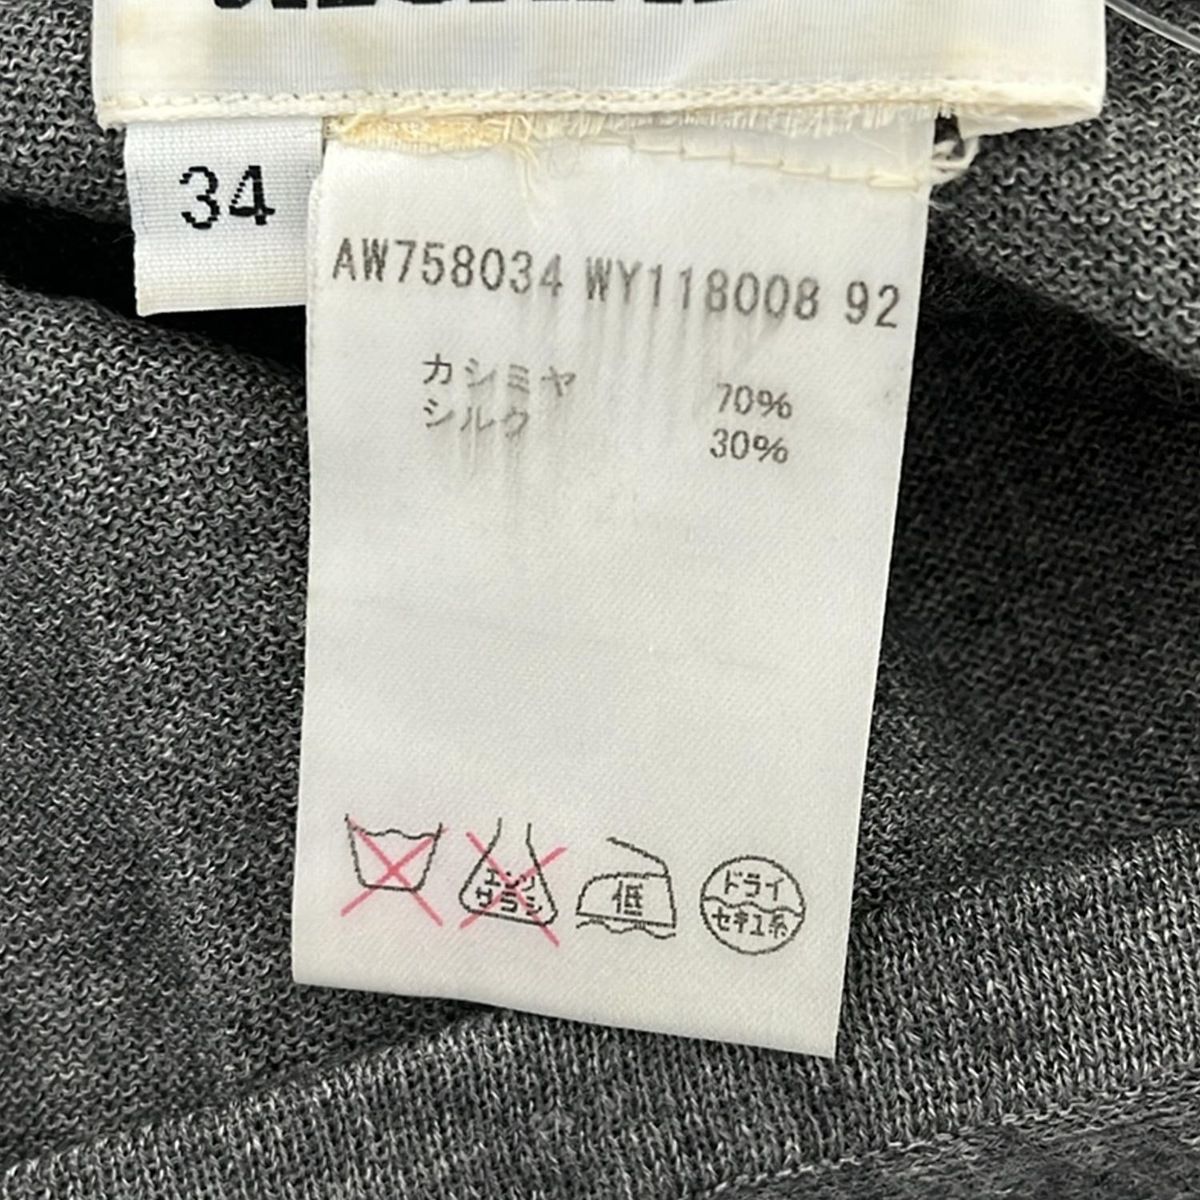 34
AW758034 WY118008 92
カシミヤ 70%
シルク 30%
エンソ
サラシ
低
ドライ
セキユ系